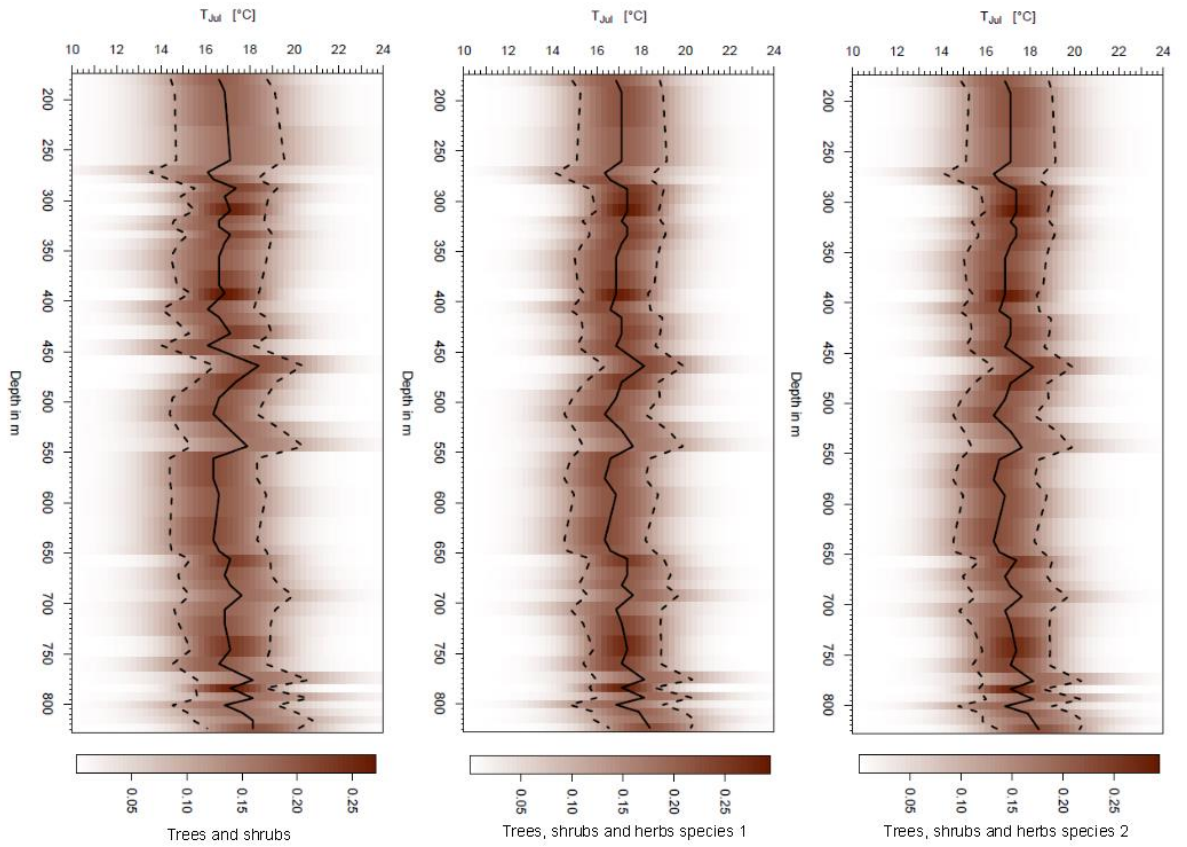 T_Jul [°C] T_Jul [°C] T_Jul [°C]
10 12 14 16 18 20 22 24 10 12 14 16 18 20 22 24 10 12 14 16 18 20 22 24
200 200 200
250 250 250
300 300 300
350 350 350
400 400 400
450 450 450
Depth in m Depth in m Depth in m
500 500 500
550 550 550
600 600 600
650 650 650
700 700 700
750 750 750
800 800 800
0.05 0.10 0.15 0.20 0.25 0.05 0.10 0.15 0.20 0.25 0.05 0.10 0.15 0.20 0.25
Trees and shrubs Trees, shrubs and herbs species 1 Trees, shrubs and herbs species 2